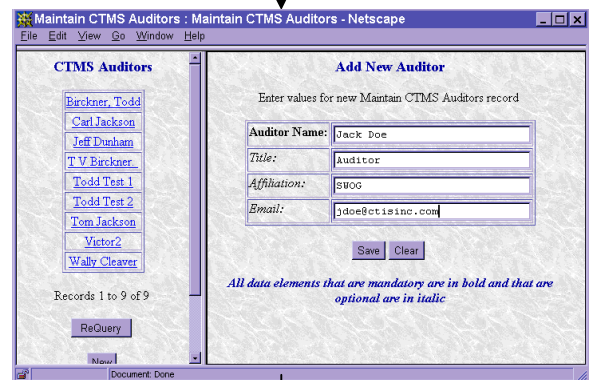 Maintain CTMS Auditors : Maintain CTMS Auditors - Netscape
File Edit View Go Window Help
CTMS Auditors
Birckner, Todd
Carl Jackson
Jeff Dunham
T V Birckner.
Todd Test 1
Todd Test 2
Tom Jackson
Victor2
Wally Cleaver
Records 1 to 9 of 9
ReQuery
New
Add New Auditor
Enter values for new Maintain CTMS Auditors record
Auditor Name: Jack Doe
Title: Auditor
Affiliation: SWOG
Email: jdoe@ctisinc.com
Save Clear
All data elements that are mandatory are in bold and that are
optional are in italic
Document: Done